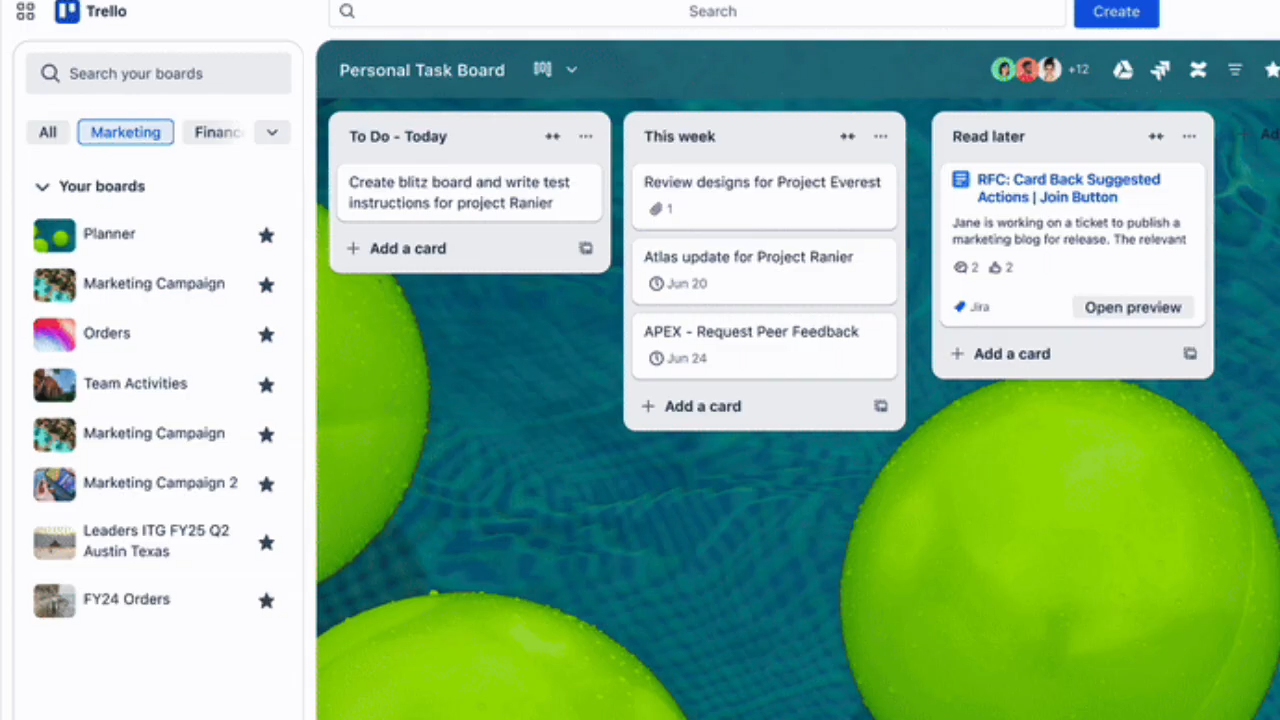 Trello
Search
Create
Search your boards
All
Marketing
Financ
Your boards
Planner
Marketing Campaign
Orders
Team Activities
Marketing Campaign
Marketing Campaign 2
Leaders ITG FY25 Q2
Austin Texas
FY24 Orders
Personal Task Board
+12
To Do - Today
Create blitz board and write test
instructions for project Ranier
Add a card
This week
Review designs for Project Everest
1
Atlas update for Project Ranier
Jun 20
APEX - Request Peer Feedback
Jun 24
Add a card
Read later
RFC: Card Back Suggested
Actions | Join Button
Jane is working on a ticket to publish a
marketing blog for release. The relevant
2 2
Jira
Open preview
Add a card
+ Ad